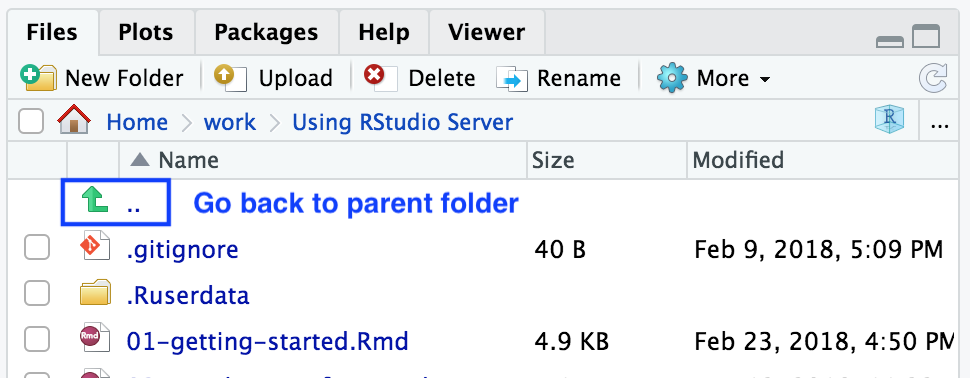 Files Plots Packages Help Viewer
New Folder Upload Delete Rename More
Home work Using RStudio Server R ...
Name Size Modified
.. Go back to parent folder
.gitignore 40 B Feb 9, 2018, 5:09 PM
.Ruserdata
Rmd 01-getting-started.Rmd 4.9 KB Feb 23, 2018, 4:50 PM